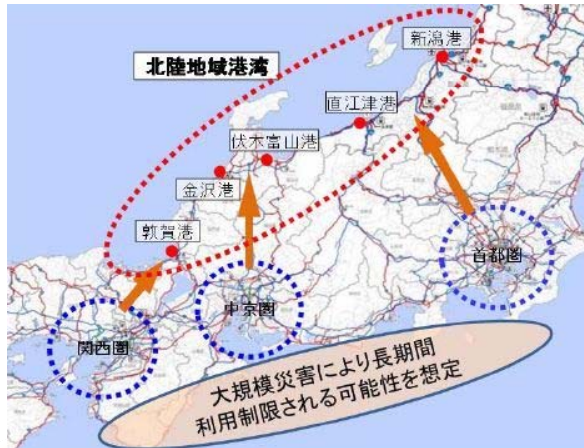 新潟港
北陸地域港湾
直江津港
伏木富山港
金沢港
敦賀港
首都圏
中京圏
関西圏
大規模災害により長期間
利用制限される可能性を想定